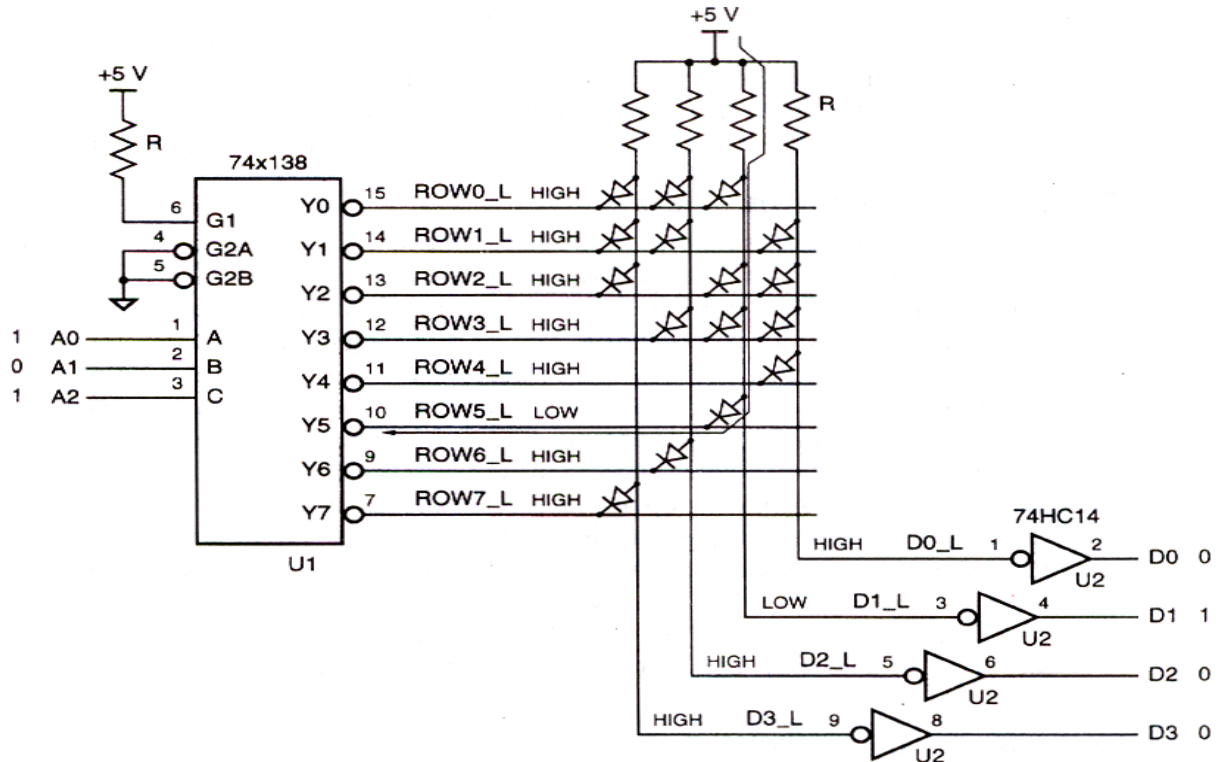 +5 V
+5 V
R
R
74x138
6 G1
4 G2A
5 G2B
1 A0 1 A
0 A1 2 B
1 A2 3 C
Y0 15 ROW0_L HIGH
Y1 14 ROW1_L HIGH
Y2 13 ROW2_L HIGH
Y3 12 ROW3_L HIGH
Y4 11 ROW4_L HIGH
Y5 10 ROW5_L LOW
Y6 9 ROW6_L HIGH
Y7 7 ROW7_L HIGH
U1
74HC14
HIGH D0_L 1 2 D0 0
U2
LOW D1_L 3 4 D1 1
U2
HIGH D2_L 5 6 D2 0
U2
HIGH D3_L 9 8 D3 0
U2